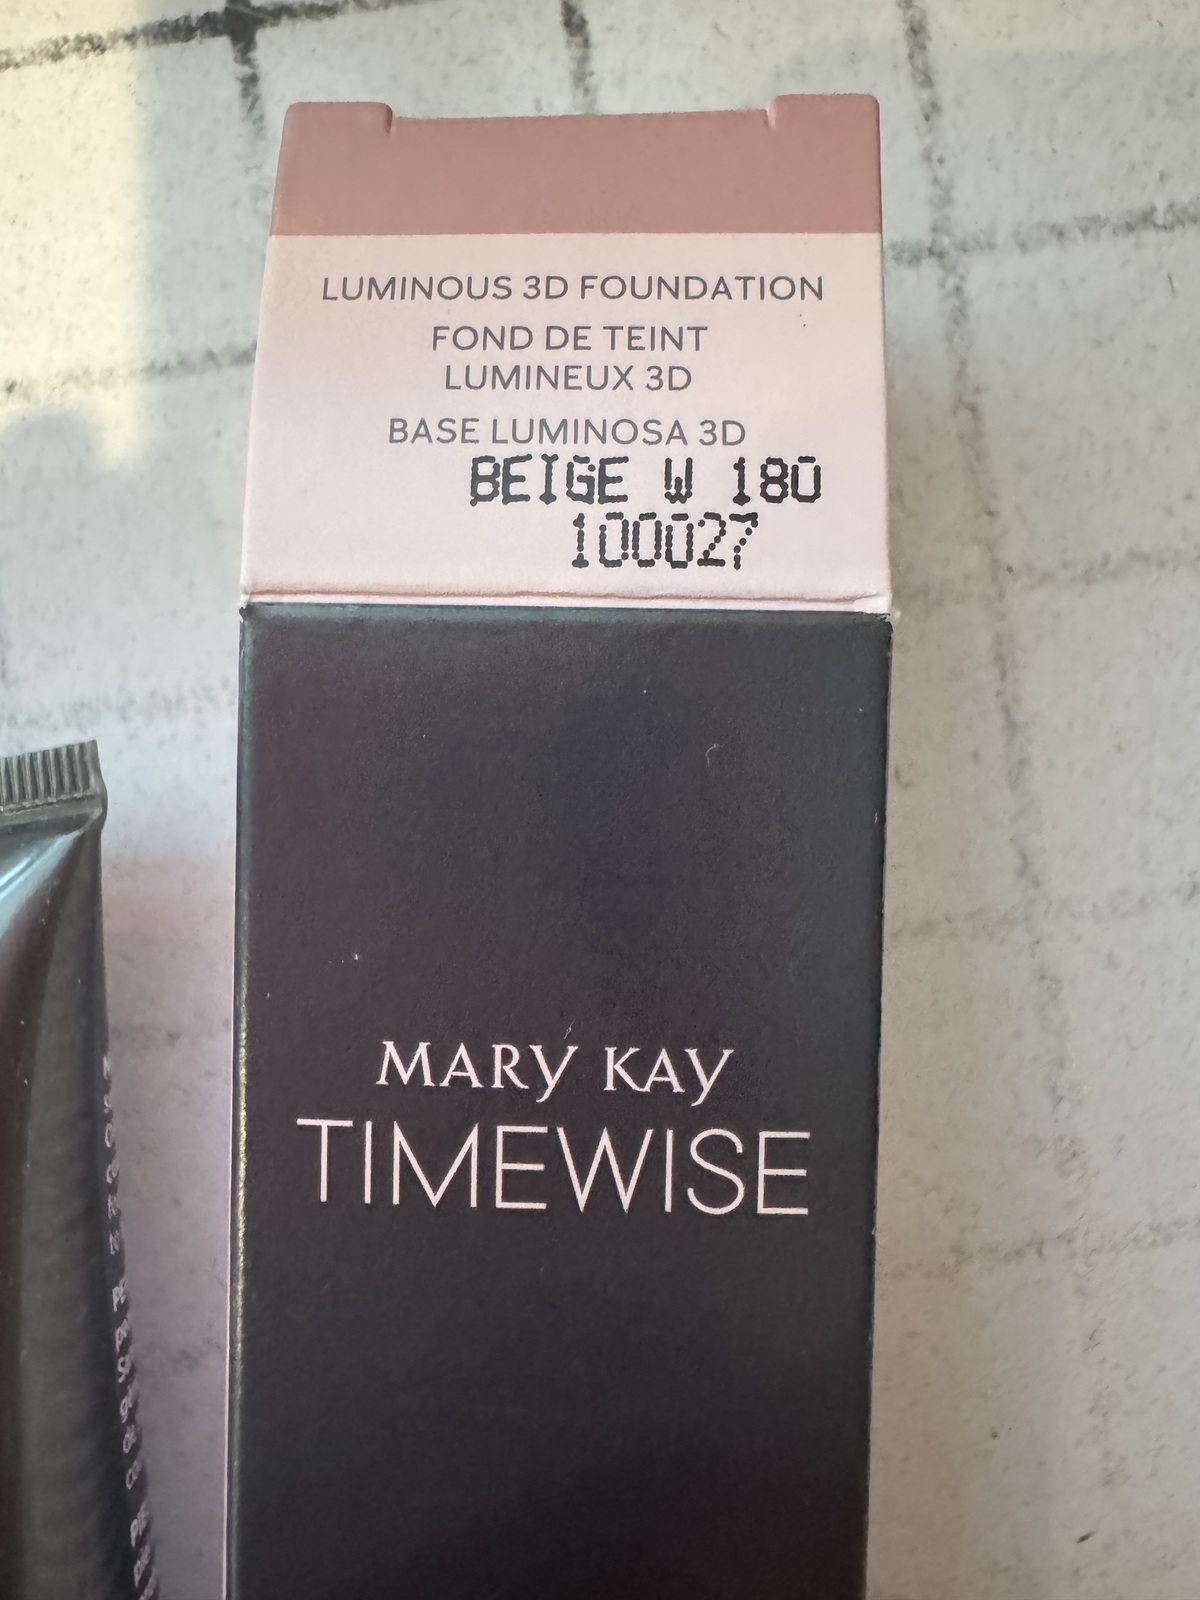 LUMINOUS 3D FOUNDATION
FOND DE TEINT
LUMINEUX 3D
BASE LUMINOSA 3D
BEIGE W 180
100027
MARY KAY
TIMEWISE